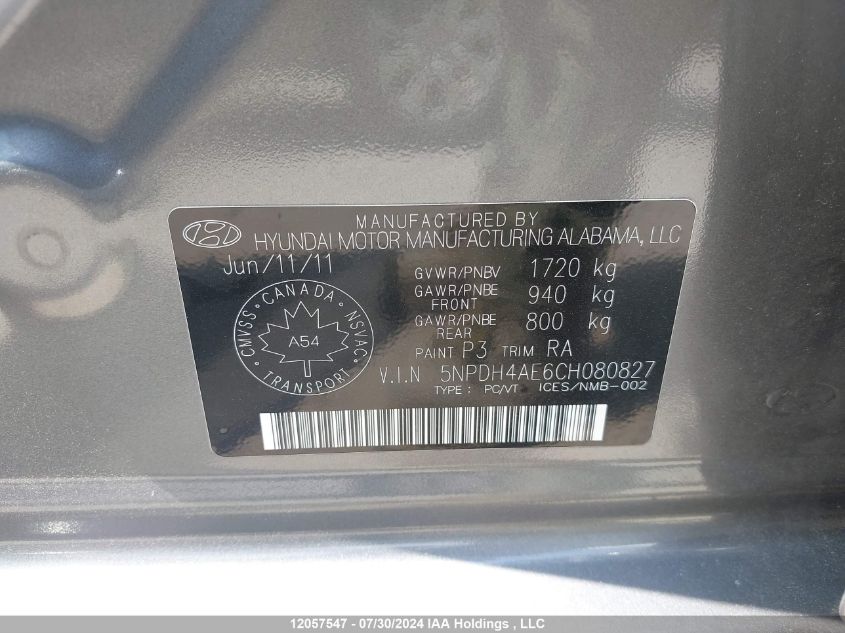 MANUFACTURED BY
HYUNDAI MOTOR MANUFACTURING ALABAMA, LLC
Jun/11/11
GVWR/PNBV 1720 kg
GAWR/PNBE FRONT 940 kg
GAWR/PNBE REAR 800 kg
PAINT P3 TRIM RA
CMVSS • CANADA • NSVAC • TRANSPORT •
A54
V.I.N 5NPDH4AE6CH080827
TYPE : PC/VT ICES/NMB-002
12057547 - 07/30/2024 IAA Holdings , LLC